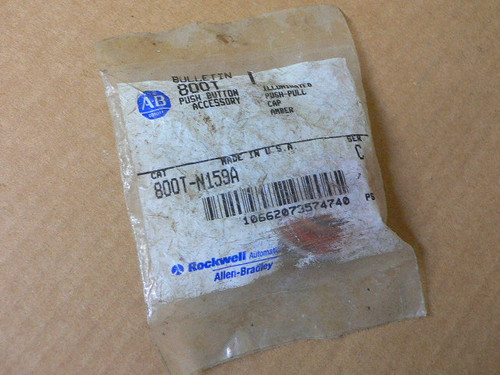 BULLETIN
800T
PUSH BUTTON
ACCESSORY
ILLUMINATED
PUSH-PULL
CAP
AMBER
AB
CAT
MADE IN U.S.A
SER
800T-N159A
C
10662073574740
Rockwell Automation
Allen-Bradley